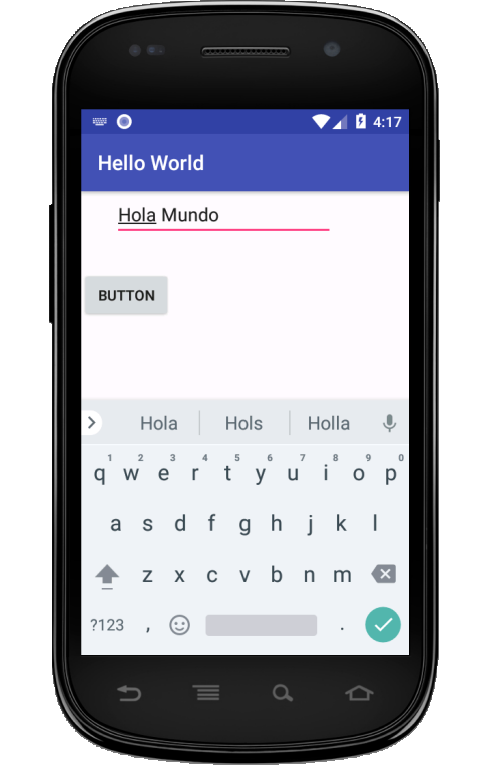 4:17
Hello World
Hola Mundo
BUTTON
Hola Hols Holla
1 2 3 4 5 6 7 8 9 0
q w e r t y u i o p
a s d f g h j k l
z x c v b n m
?123 , .